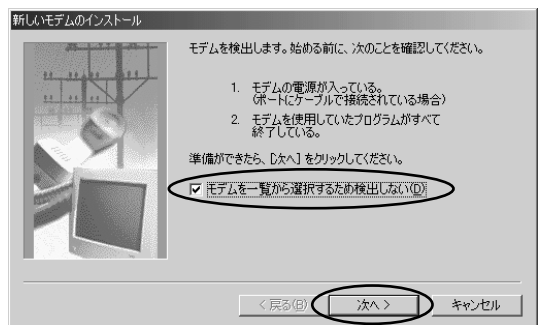 新しいモデムのインストール
モデムを検出します。始める前に、次のことを確認してください。
1. モデムの電源が入っている。
(ポートにケーブルで接続されている場合)
2. モデムを使用していたプログラムがすべて
終了している。
準備ができたら、[次へ] をクリックしてください。
モデムを一覧から選択するため検出しない(D)
< 戻る(B)
次へ >
キャンセル